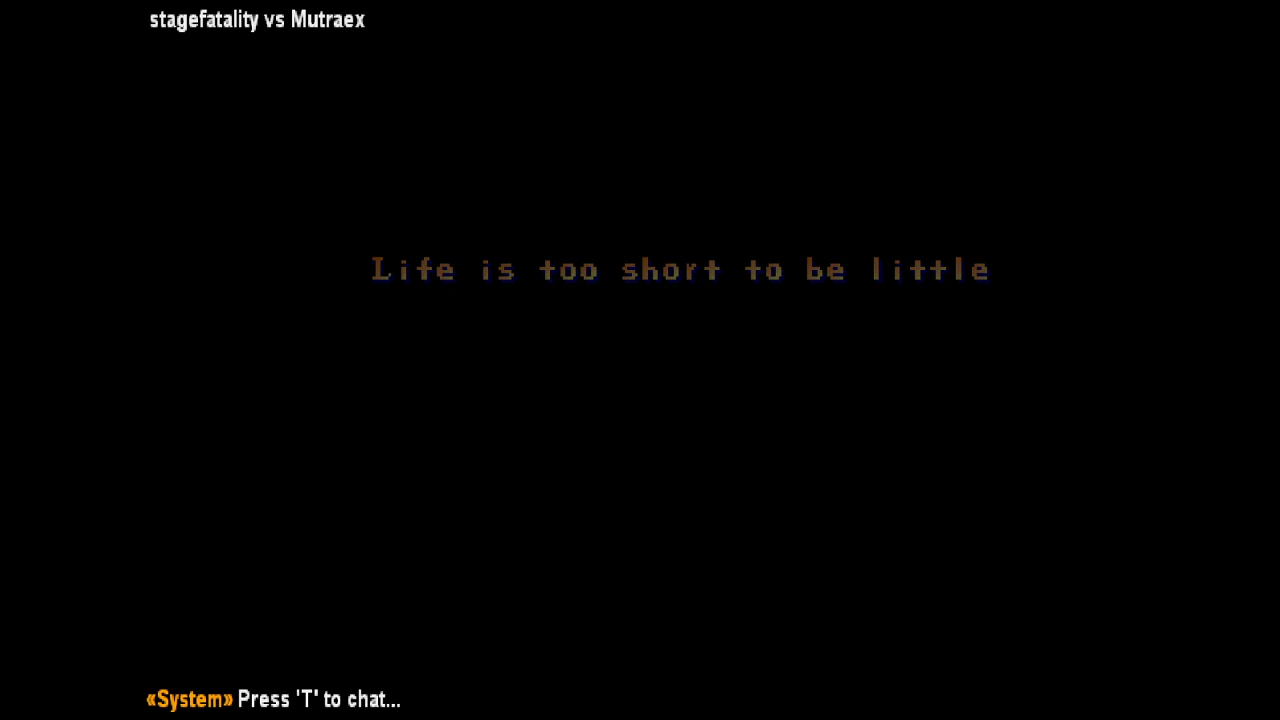 stagefatality vs Mutraex
Life is too short to be little
«System» Press 'T' to chat...